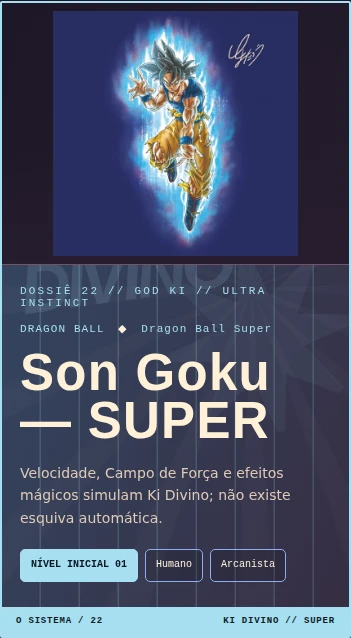 DIVINO
DOSSIÊ 22 // GOD KI // ULTRA
INSTINCT
DRAGON BALL ◆ Dragon Ball Super
Son Goku
— SUPER
Velocidade, Campo de Força e efeitos
mágicos simulam Ki Divino; não existe
esquiva automática.
NÍVEL INICIAL 01 Humano Arcanista
O SISTEMA / 22 KI DIVINO // SUPER